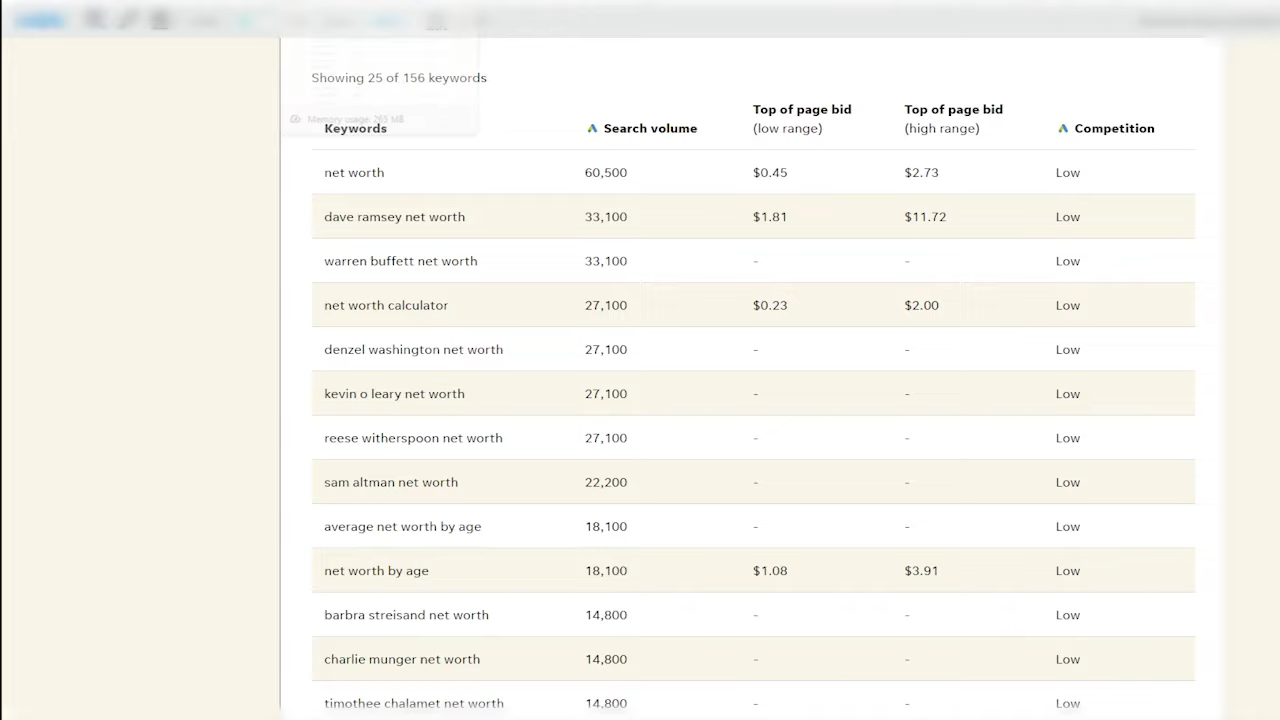 Showing 25 of 156 keywords
Memory usage: 265 MB
Top of page bid Top of page bid
Keywords Search volume (low range) (high range) Competition
net worth 60,500 $0.45 $2.73 Low
dave ramsey net worth 33,100 $1.81 $11.72 Low
warren buffett net worth 33,100 - - Low
net worth calculator 27,100 $0.23 $2.00 Low
denzel washington net worth 27,100 - - Low
kevin o leary net worth 27,100 - - Low
reese witherspoon net worth 27,100 - - Low
sam altman net worth 22,200 - - Low
average net worth by age 18,100 - - Low
net worth by age 18,100 $1.08 $3.91 Low
barbra streisand net worth 14,800 - - Low
charlie munger net worth 14,800 - - Low
timothee chalamet net worth 14,800 - - Low